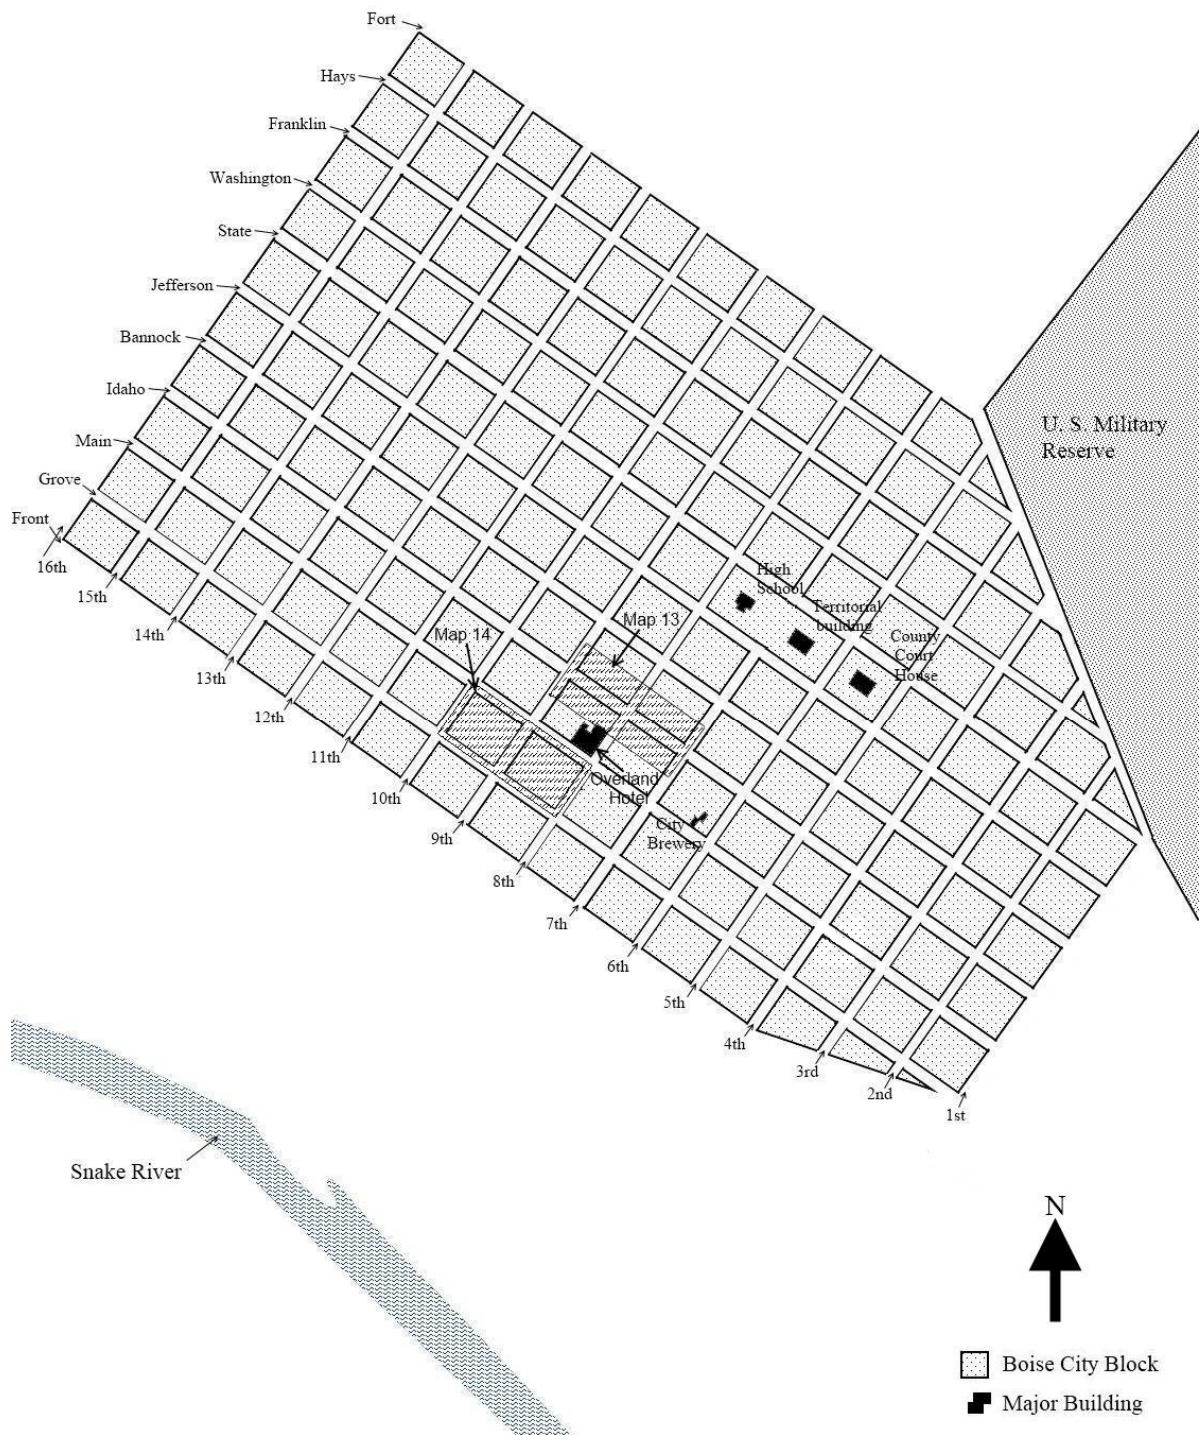 Fort
Hays
Franklin
Washington
State
Jefferson
Bannock
Idaho
Main
Grove
Front
16th
15th
14th
13th
12th
11th
10th
9th
8th
7th
6th
5th
4th
3rd
2nd
1st
U. S. Military
Reserve
High
School
Territorial
building
County
Court
House
Map 13
Map 14
Overland
Hotel
City
Brewery
Snake River
N
Boise City Block
Major Building